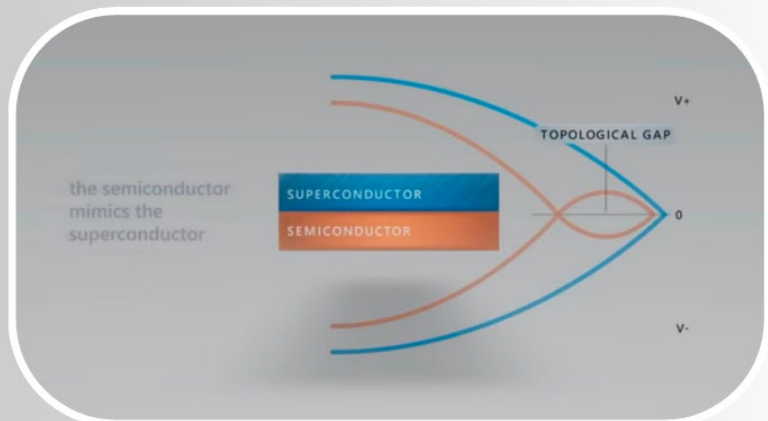 V+
TOPOLOGICAL GAP
the semiconductor
mimics the
superconductor
SUPERCONDUCTOR
SEMICONDUCTOR
0
V-